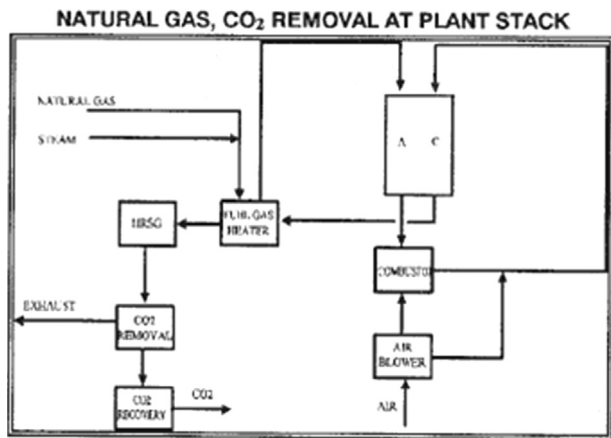 NATURAL GAS, CO₂ REMOVAL AT PLANT STACK
NATURAL GAS
STEAM
A C
HRSG
FUEL GAS
HEATER
COMBUSTOR
EXHAUST
CO2
REMOVAL
AIR
BLOWER
CO2
RECOVERY
CO2
AIR